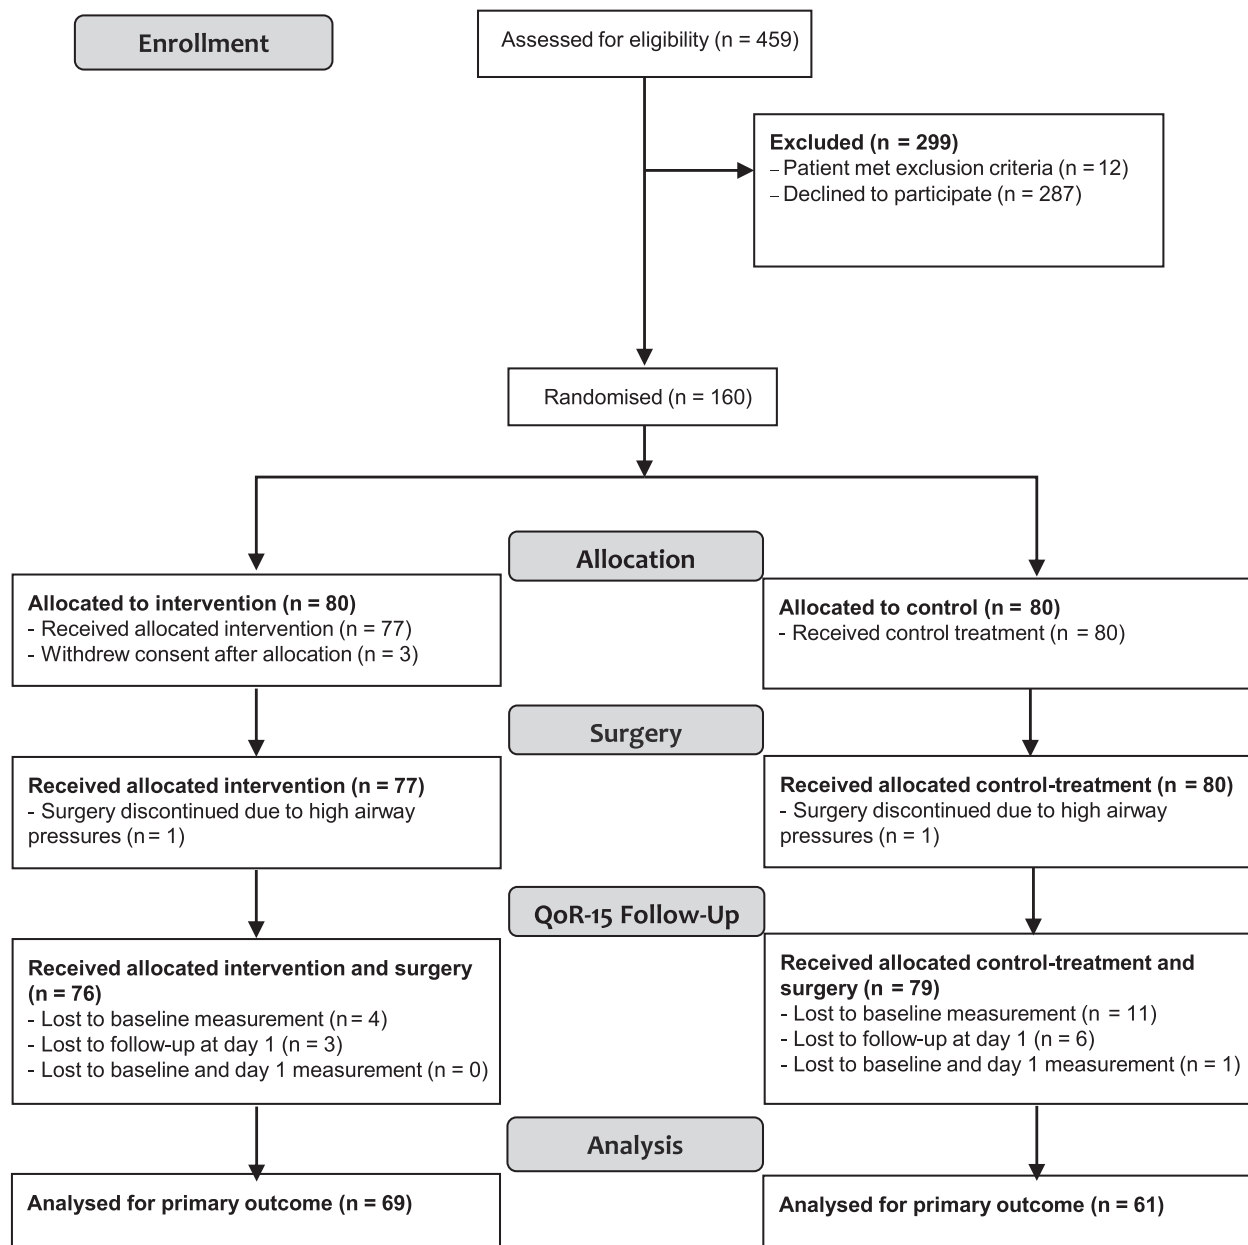 Enrollment
Assessed for eligibility (n = 459)
Excluded (n = 299)
– Patient met exclusion criteria (n = 12)
– Declined to participate (n = 287)
Randomised (n = 160)
Allocation
Allocated to intervention (n = 80)
- Received allocated intervention (n = 77)
- Withdrew consent after allocation (n = 3)
Allocated to control (n = 80)
- Received control treatment (n = 80)
Surgery
Received allocated intervention (n = 77)
- Surgery discontinued due to high airway
pressures (n = 1)
Received allocated control-treatment (n = 80)
- Surgery discontinued due to high airway
pressures (n = 1)
QoR-15 Follow-Up
Received allocated intervention and surgery
(n = 76)
- Lost to baseline measurement (n = 4)
- Lost to follow-up at day 1 (n = 3)
- Lost to baseline and day 1 measurement (n = 0)
Received allocated control-treatment and
surgery (n = 79)
- Lost to baseline measurement (n = 11)
- Lost to follow-up at day 1 (n = 6)
- Lost to baseline and day 1 measurement (n = 1)
Analysis
Analysed for primary outcome (n = 69)
Analysed for primary outcome (n = 61)